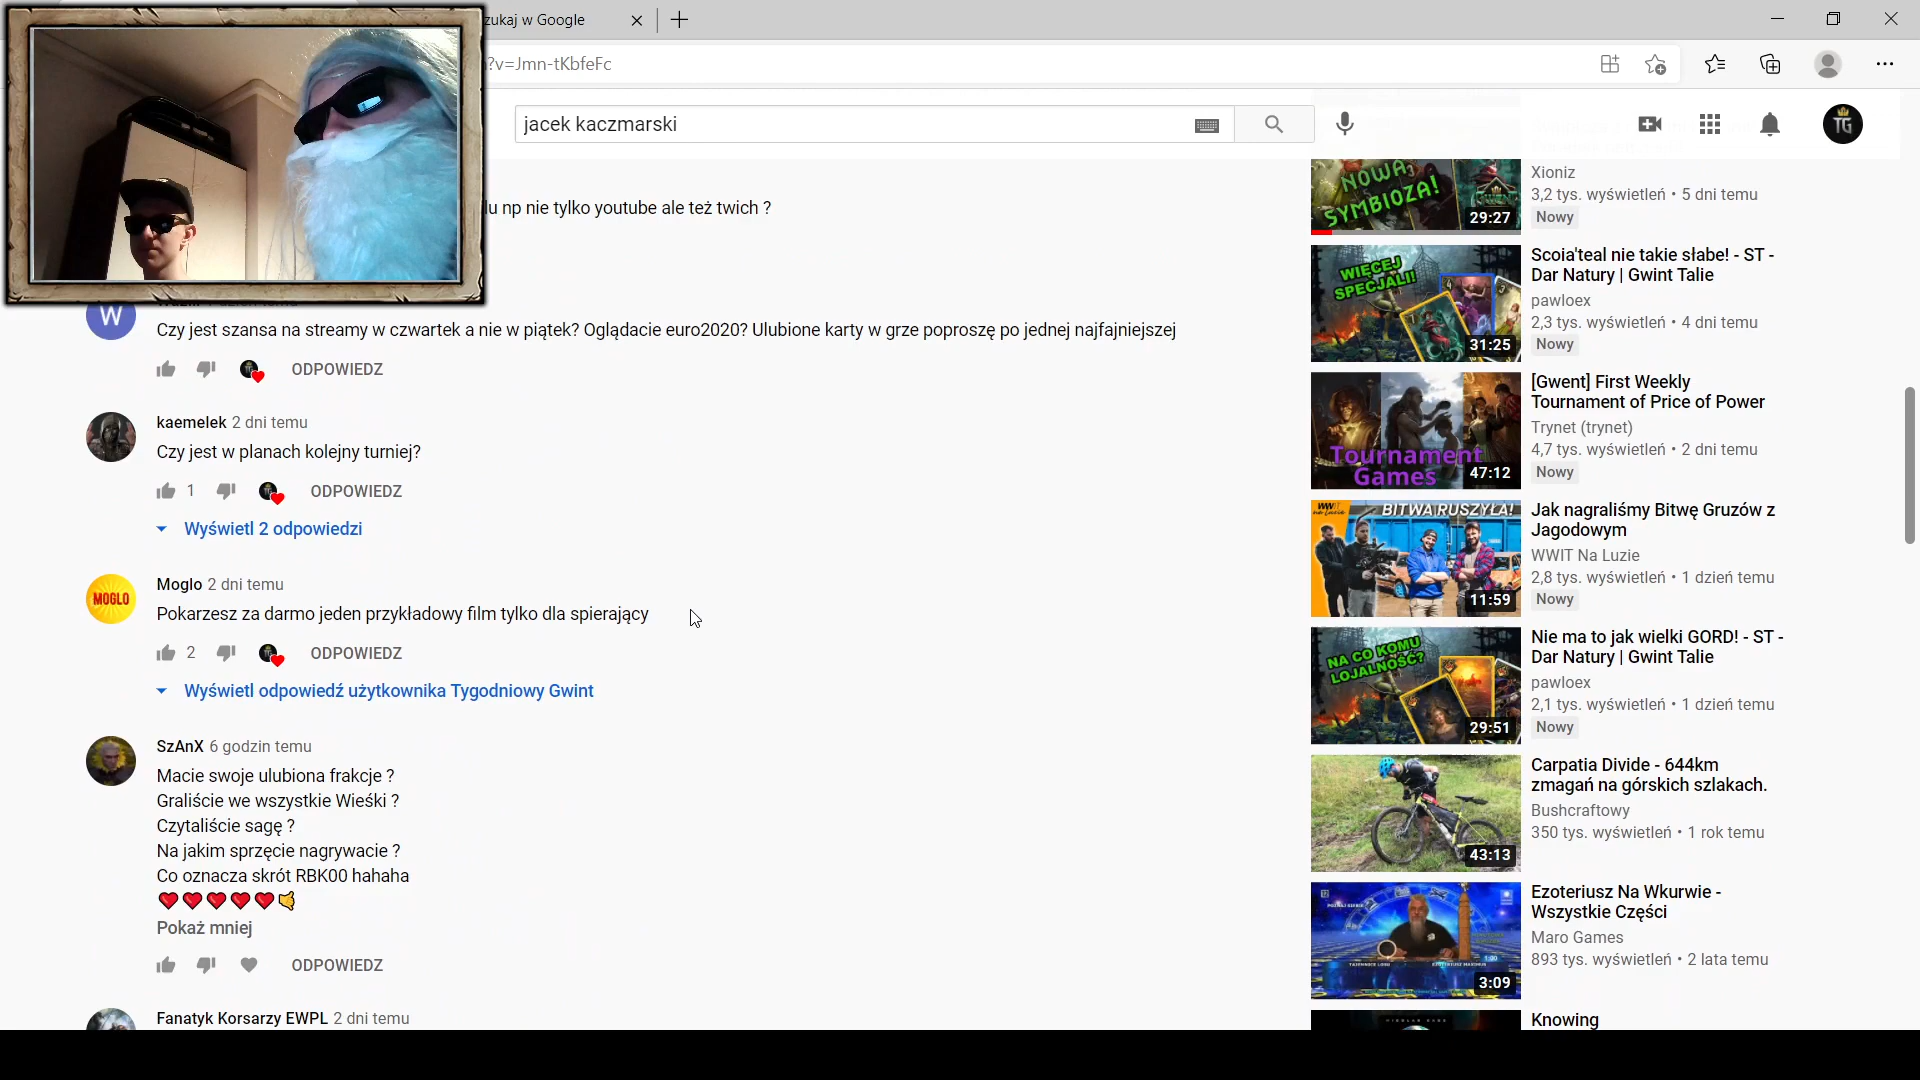 zukaj w Google
?v=Jmn-tKbfeFc
jacek kaczmarski
TG
lu np nie tylko youtube ale też twich ?
W
Czy jest szansa na streamy w czwartek a nie w piątek? Oglądacie euro2020? Ulubione karty w grze poproszę po jednej najfajniejszej
ODPOWIEDZ
kaemelek 2 dni temu
Czy jest w planach kolejny turniej?
1 ODPOWIEDZ
Wyświetl 2 odpowiedzi
MOGLO
Moglo 2 dni temu
Pokarzesz za darmo jeden przykładowy film tylko dla spierający
2 ODPOWIEDZ
Wyświetl odpowiedź użytkownika Tygodniowy Gwint
SzAnX 6 godzin temu
Macie swoje ulubiona frakcje ?
Graliście we wszystkie Wieśki ?
Czytaliście sagę ?
Na jakim sprzęcie nagrywacie ?
Co oznacza skrót RBK00 hahaha
Pokaż mniej
ODPOWIEDZ
Fanatyk Korsarzy EWPL 2 dni temu
NOWA
SYMBIOZA!
29:27
Xioniz
3,2 tys. wyświetleń • 5 dni temu
Nowy
WIĘCEJ
SPECJALI!
31:25
Scoia'teal nie takie słabe! - ST -
Dar Natury | Gwint Talie
pawloex
2,3 tys. wyświetleń • 4 dni temu
Nowy
Tournament
Games
47:12
[Gwent] First Weekly
Tournament of Price of Power
Trynet (trynet)
4,7 tys. wyświetleń • 2 dni temu
Nowy
BITWA RUSZYŁA!
11:59
Jak nagraliśmy Bitwę Gruzów z
Jagodowym
WWIT Na Luzie
2,8 tys. wyświetleń • 1 dzień temu
Nowy
NA CO KOMU
LOJALNOŚĆ?
29:51
Nie ma to jak wielki GORD! - ST -
Dar Natury | Gwint Talie
pawloex
2,1 tys. wyświetleń • 1 dzień temu
Nowy
43:13
Carpatia Divide - 644km
zmagań na górskich szlakach.
Bushcraftowy
350 tys. wyświetleń • 1 rok temu
3:09
Ezoteriusz Na Wkurwie -
Wszystkie Części
Maro Games
893 tys. wyświetleń • 2 lata temu
Knowing